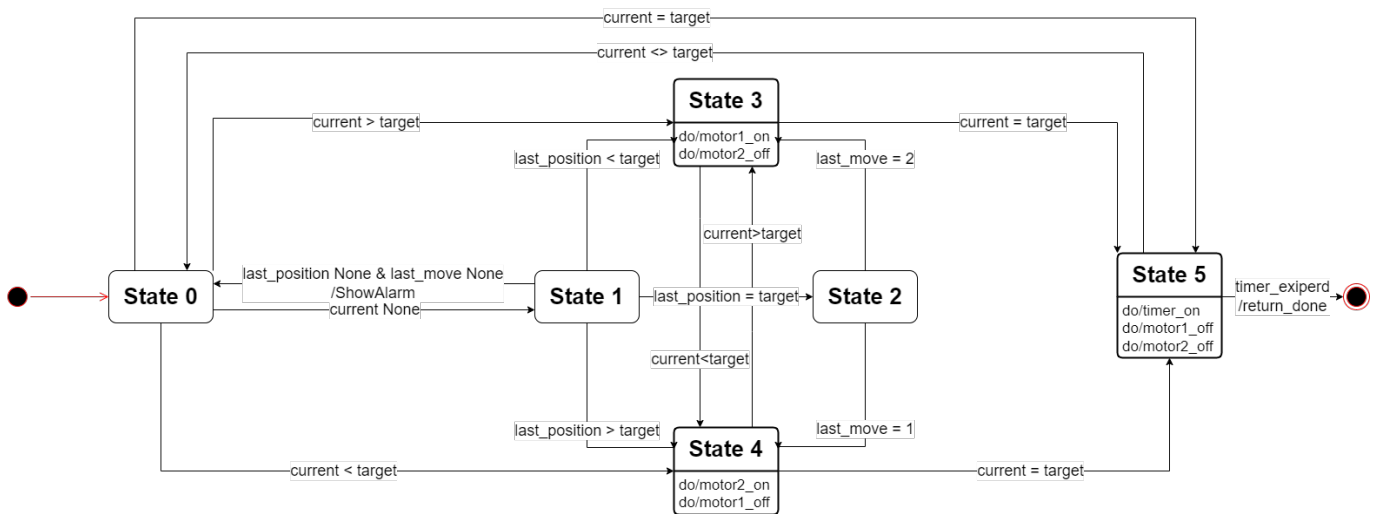 current = target
current <> target
State 3
do/motor1_on
do/motor2_off
current > target
current = target
last_position < target
last_move = 2
current>target
State 0
last_position None & last_move None
/ShowAlarm
current None
State 1
last_position = target
State 2
State 5
do/timer_on
do/motor1_off
do/motor2_off
timer_exiperd
/return_done
current<target
last_position > target
last_move = 1
State 4
do/motor2_on
do/motor1_off
current < target
current = target